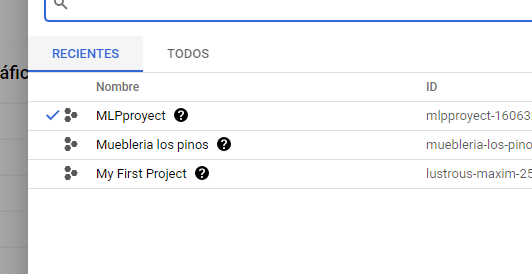 áfic
RECIENTES TODOS
Nombre ID
MLPproyect ? mlpproyect-16063
Muebleria los pinos ? muebleria-los-pino
My First Project ? lustrous-maxim-25